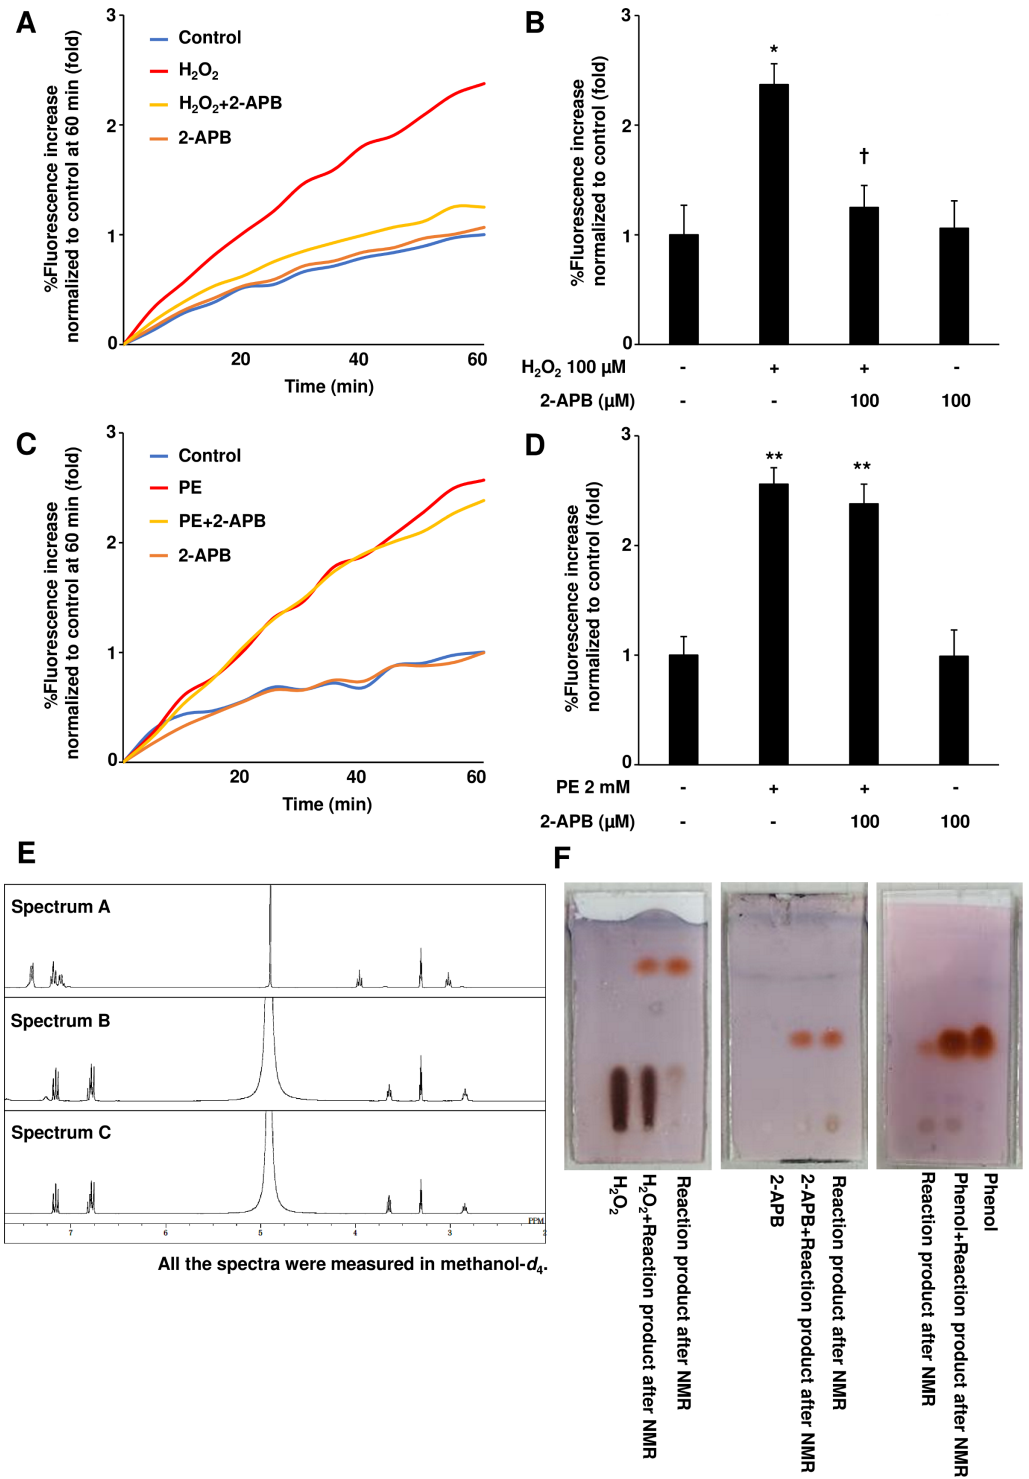 A
%Fluorescence increase
normalized to control at 60 min (fold)
3
2
1
0
Control
H₂O₂
H₂O₂+2-APB
2-APB
20 40 60
Time (min)
B
%Fluorescence increase
normalized to control (fold)
3
2
1
0
*
†
H₂O₂ 100 μM - + + -
2-APB (μM) - - 100 100
C
%Fluorescence increase
normalized to control at 60 min (fold)
3
2
1
0
Control
PE
PE+2-APB
2-APB
20 40 60
Time (min)
D
%Fluorescence increase
normalized to control (fold)
3
2
1
0
**
**
PE 2 mM - + + -
2-APB (μM) - - 100 100
E
Spectrum A
Spectrum B
Spectrum C
PPM
7 6 5 4 3 2
All the spectra were measured in methanol-d₄.
F
H₂O₂
H₂O₂+Reaction product after NMR
Reaction product after NMR
2-APB
2-APB+Reaction product after NMR
Reaction product after NMR
Reaction product after NMR
Phenol+Reaction product after NMR
Phenol